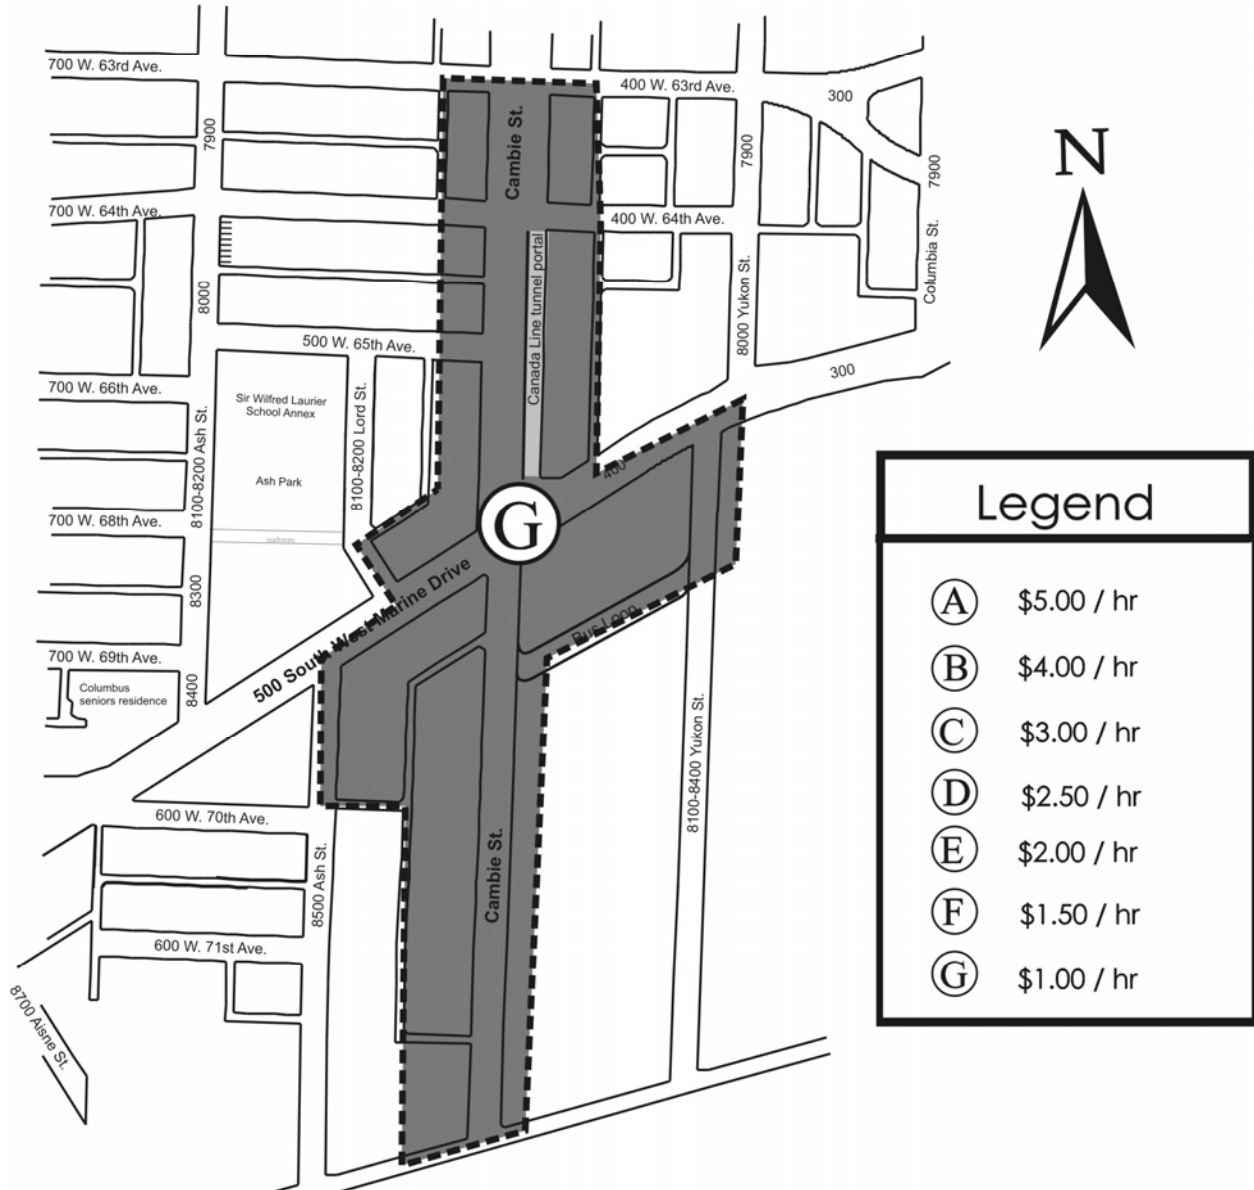 700 W. 63rd Ave.
400 W. 63rd Ave.
300
7900
Cambie St.
7900
7900
N
700 W. 64th Ave.
400 W. 64th Ave.
Canada Line tunnel portal
8000
8000 Yukon St.
Columbia St.
500 W. 65th Ave.
300
700 W. 66th Ave.
Sir Wilfred Laurier
School Annex
8100-8200 Ash St.
8100-8200 Lord St.
Ash Park
400
700 W. 68th Ave.
walkway
G
8300
500 South West Marine Drive
Bus Loop
700 W. 69th Ave.
Columbus
seniors residence
8400
8100-8400 Yukon St.
600 W. 70th Ave.
8500 Ash St.
Cambie St.
600 W. 71st Ave.
8700 Aisne St.
Legend
A $5.00 / hr
B $4.00 / hr
C $3.00 / hr
D $2.50 / hr
E $2.00 / hr
F $1.50 / hr
G $1.00 / hr